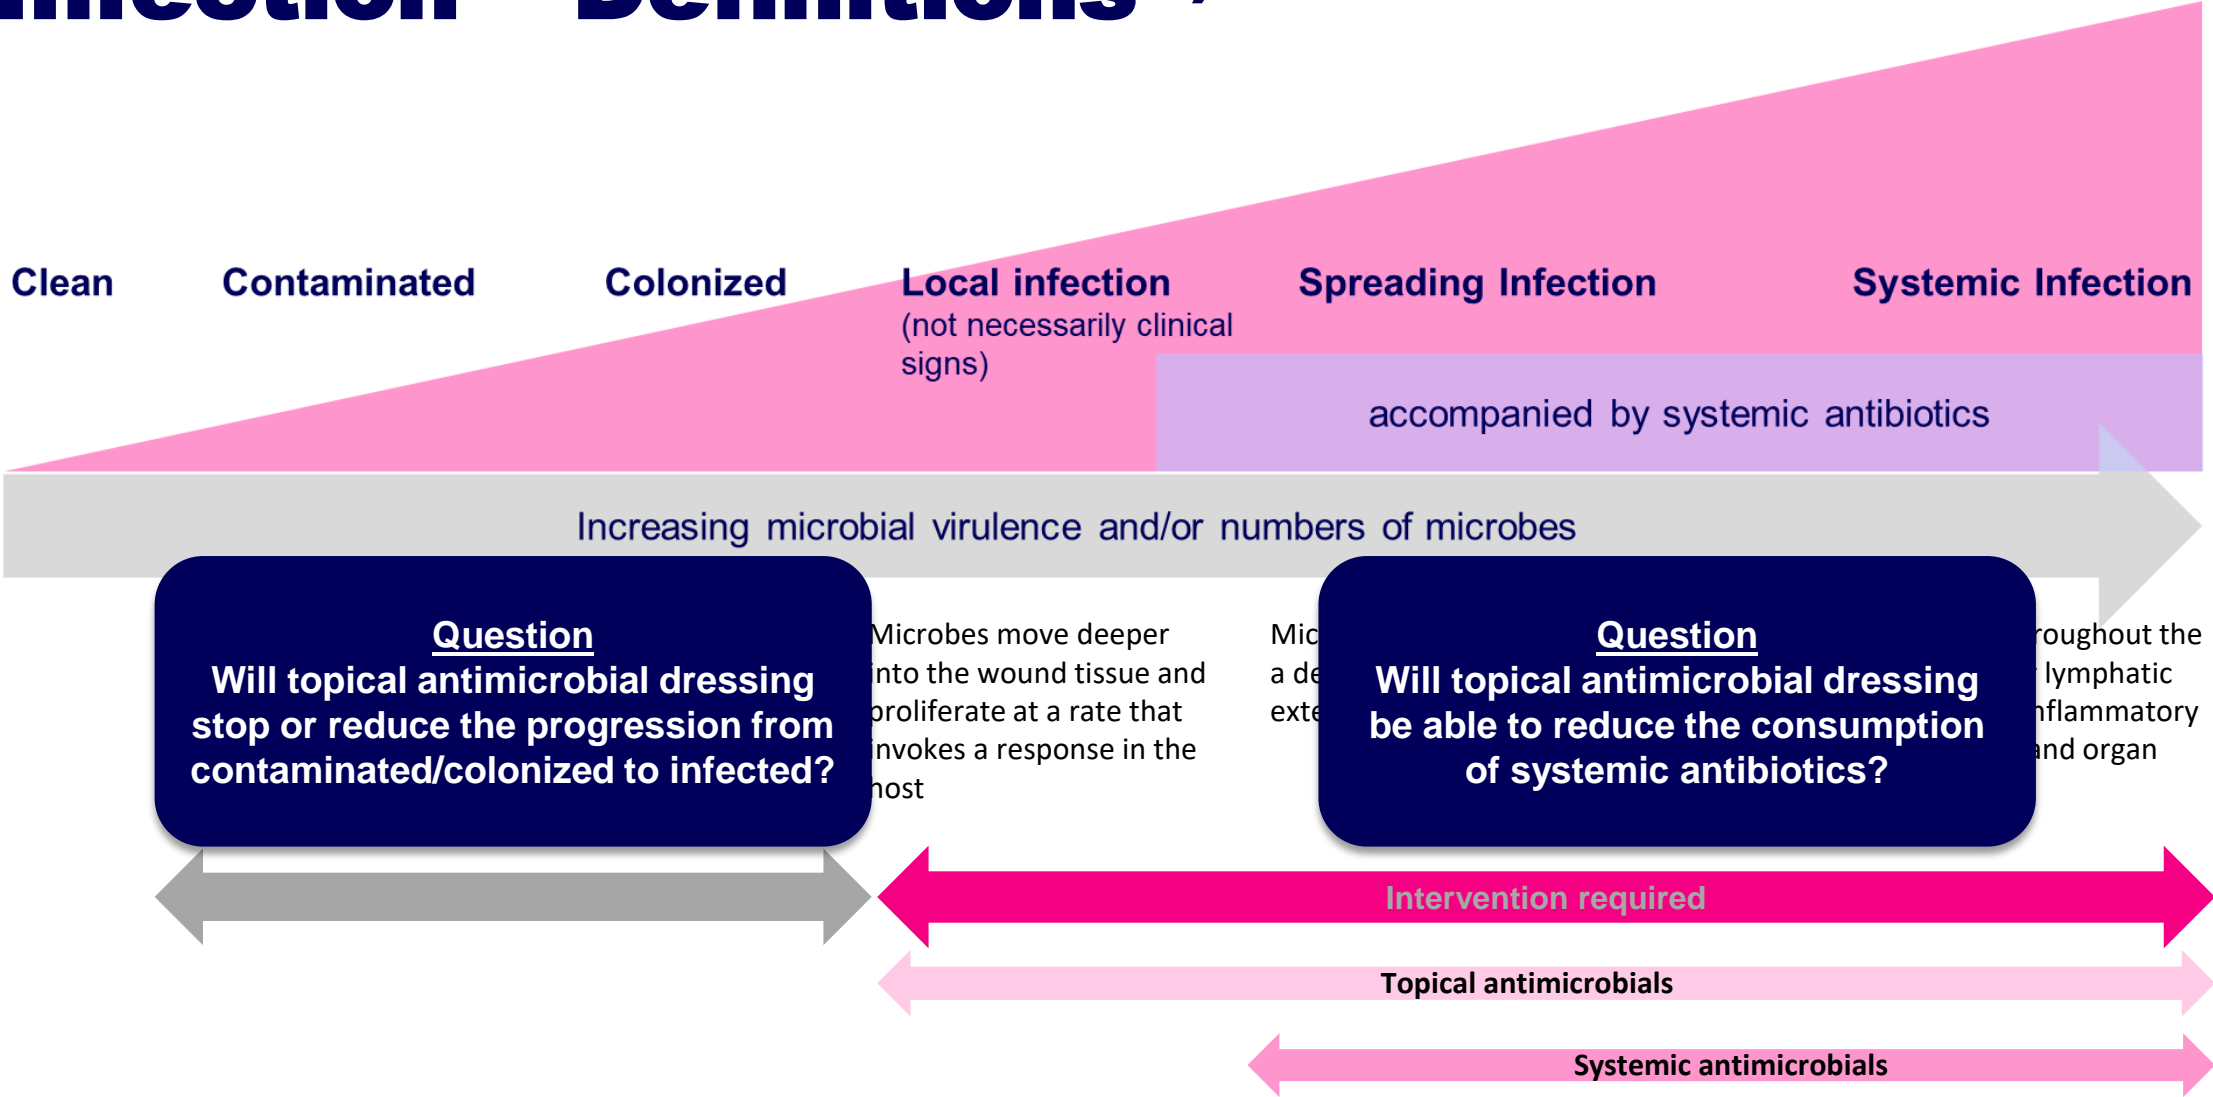 Infection Definitions
Clean
Contaminated
Colonized
Local infection
(not necessarily clinical
signs)
Spreading Infection
Systemic Infection
accompanied by systemic antibiotics
Increasing microbial virulence and/or numbers of microbes
Question
Will topical antimicrobial dressing
stop or reduce the progression from
contaminated/colonized to infected?
Microbes move deeper
into the wound tissue and
proliferate at a rate that
invokes a response in the
host
Question
Will topical antimicrobial dressing
be able to reduce the consumption
of systemic antibiotics?
the
lymphatic
and organ
Intervention required
Topical antimicrobials
Systemic antimicrobials